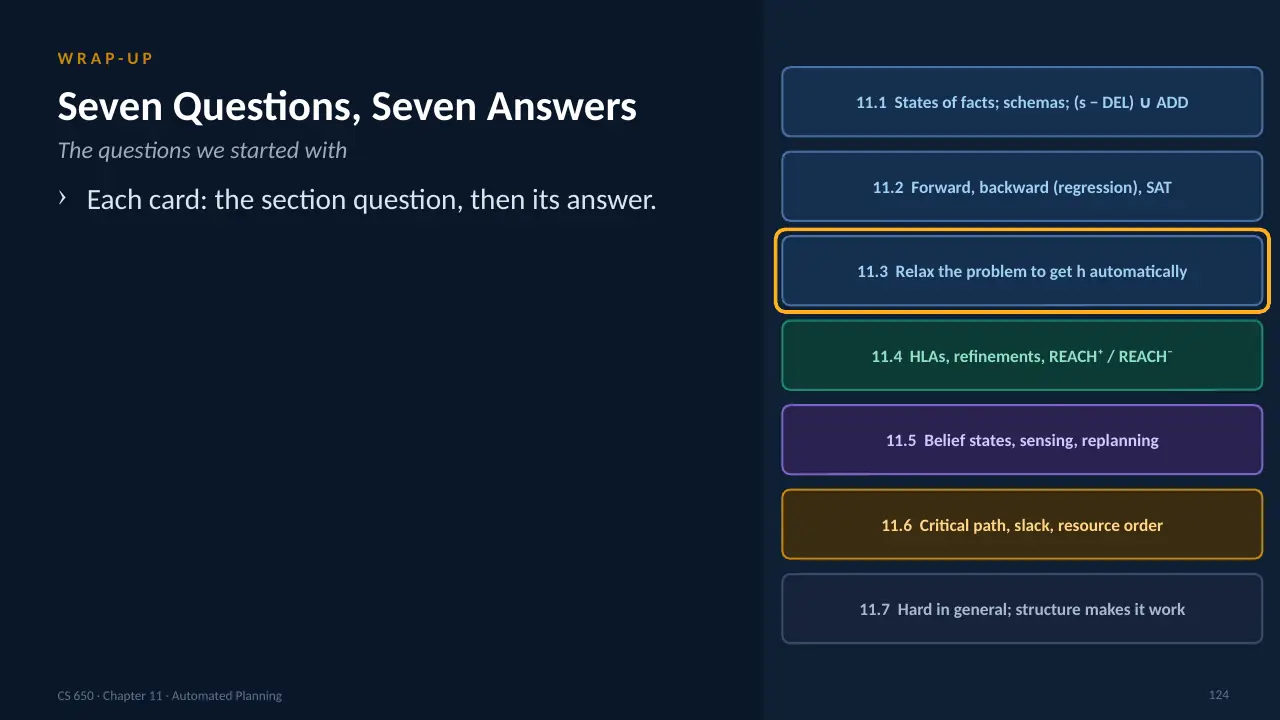 WRAP-UP
Seven Questions, Seven Answers
The questions we started with
› Each card: the section question, then its answer.
11.1 States of facts; schemas; (s − DEL) ∪ ADD
11.2 Forward, backward (regression), SAT
11.3 Relax the problem to get h automatically
11.4 HLAs, refinements, REACH⁺ / REACH⁻
11.5 Belief states, sensing, replanning
11.6 Critical path, slack, resource order
11.7 Hard in general; structure makes it work
CS 650 · Chapter 11 · Automated Planning
124